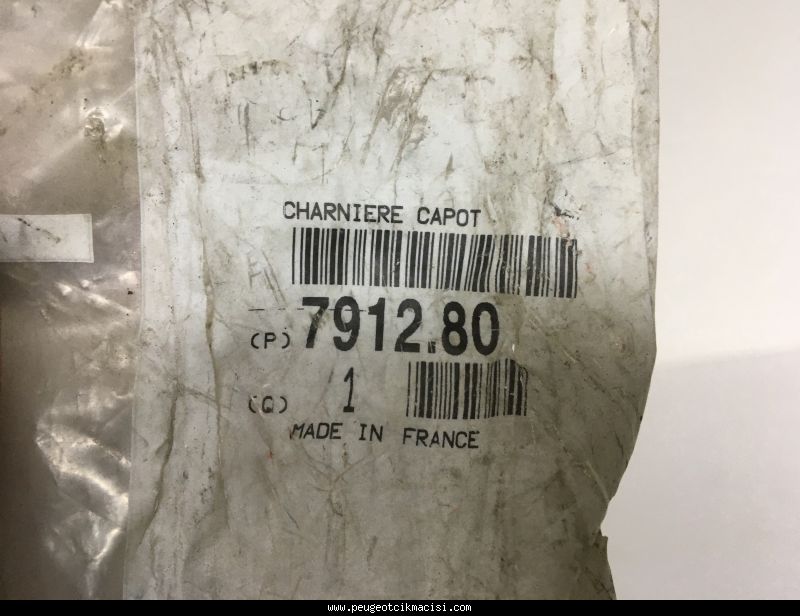 CHARNIERE CAPOT
(P) 7912.80
(Q) 1
MADE IN FRANCE
www.peugeotcikmacisi.com